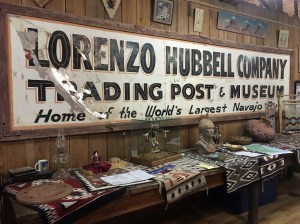 LORENZO HUBBELL COMPANY
TRADING POST & MUSEUM
Home of the World's Largest Navajo